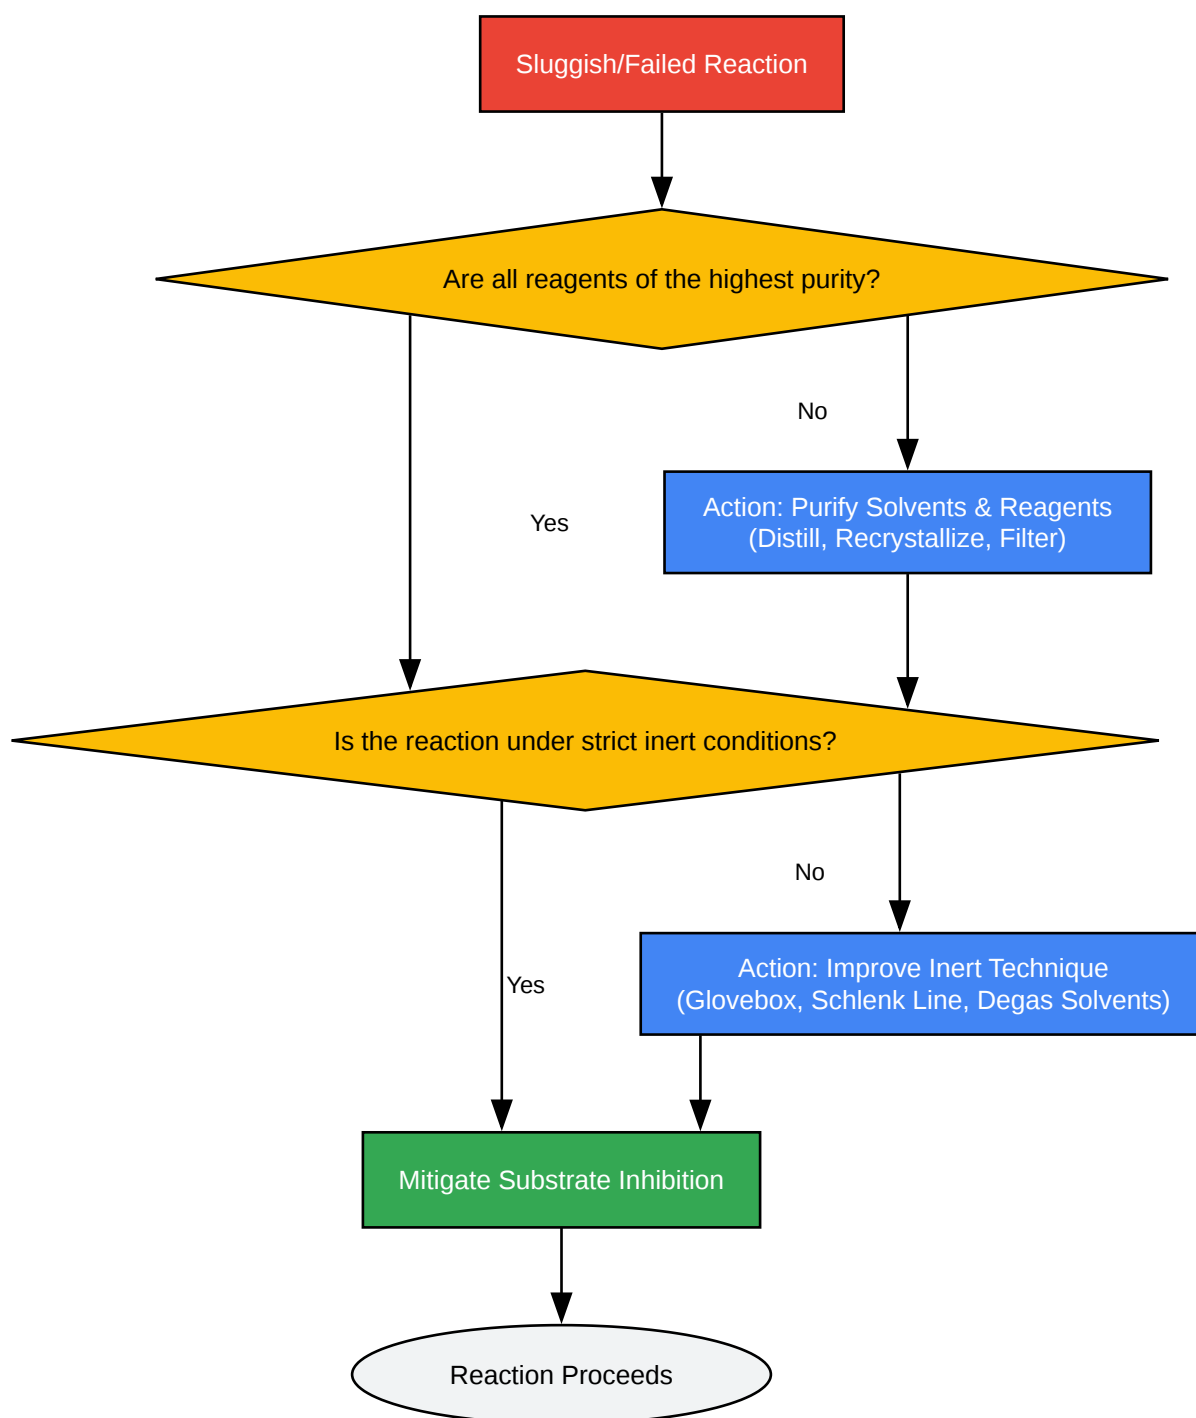 Sluggish/Failed Reaction
Are all reagents of the highest purity?
No
Action: Purify Solvents & Reagents
(Distill, Recrystallize, Filter)
Yes
Is the reaction under strict inert conditions?
No
Action: Improve Inert Technique
(Glovebox, Schlenk Line, Degas Solvents)
Yes
Mitigate Substrate Inhibition
Reaction Proceeds